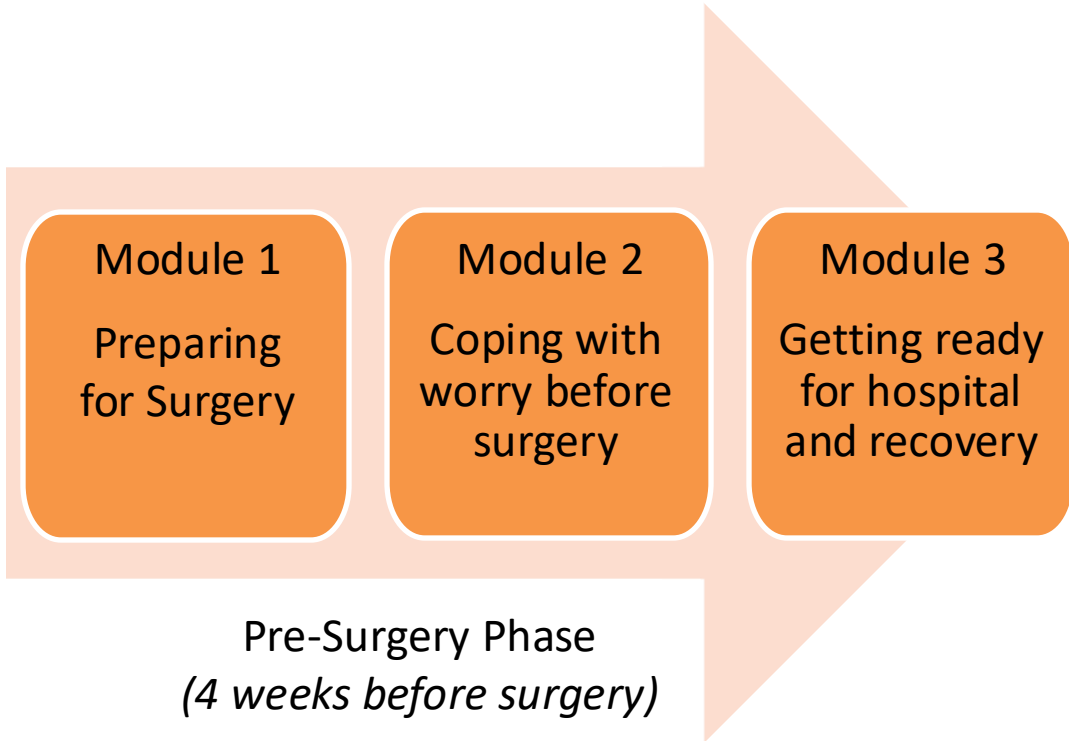 Module 1
Preparing
for Surgery
Module 2
Coping with
worry before
surgery
Module 3
Getting ready
for hospital
and recovery
Pre-Surgery Phase
(4 weeks before surgery)